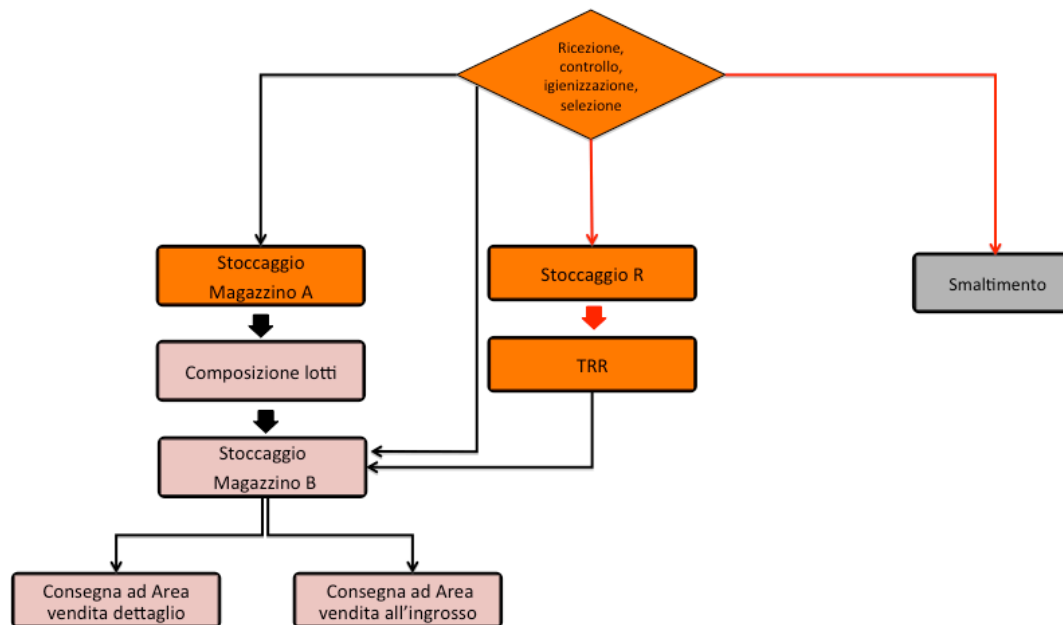 Ricezione,
controllo,
igienizzazione,
selezione
Stoccaggio
Magazzino A
Stoccaggio R
Smaltimento
Composizione lotti
TRR
Stoccaggio
Magazzino B
Consegna ad Area
vendita dettaglio
Consegna ad Area
vendita all'ingrosso